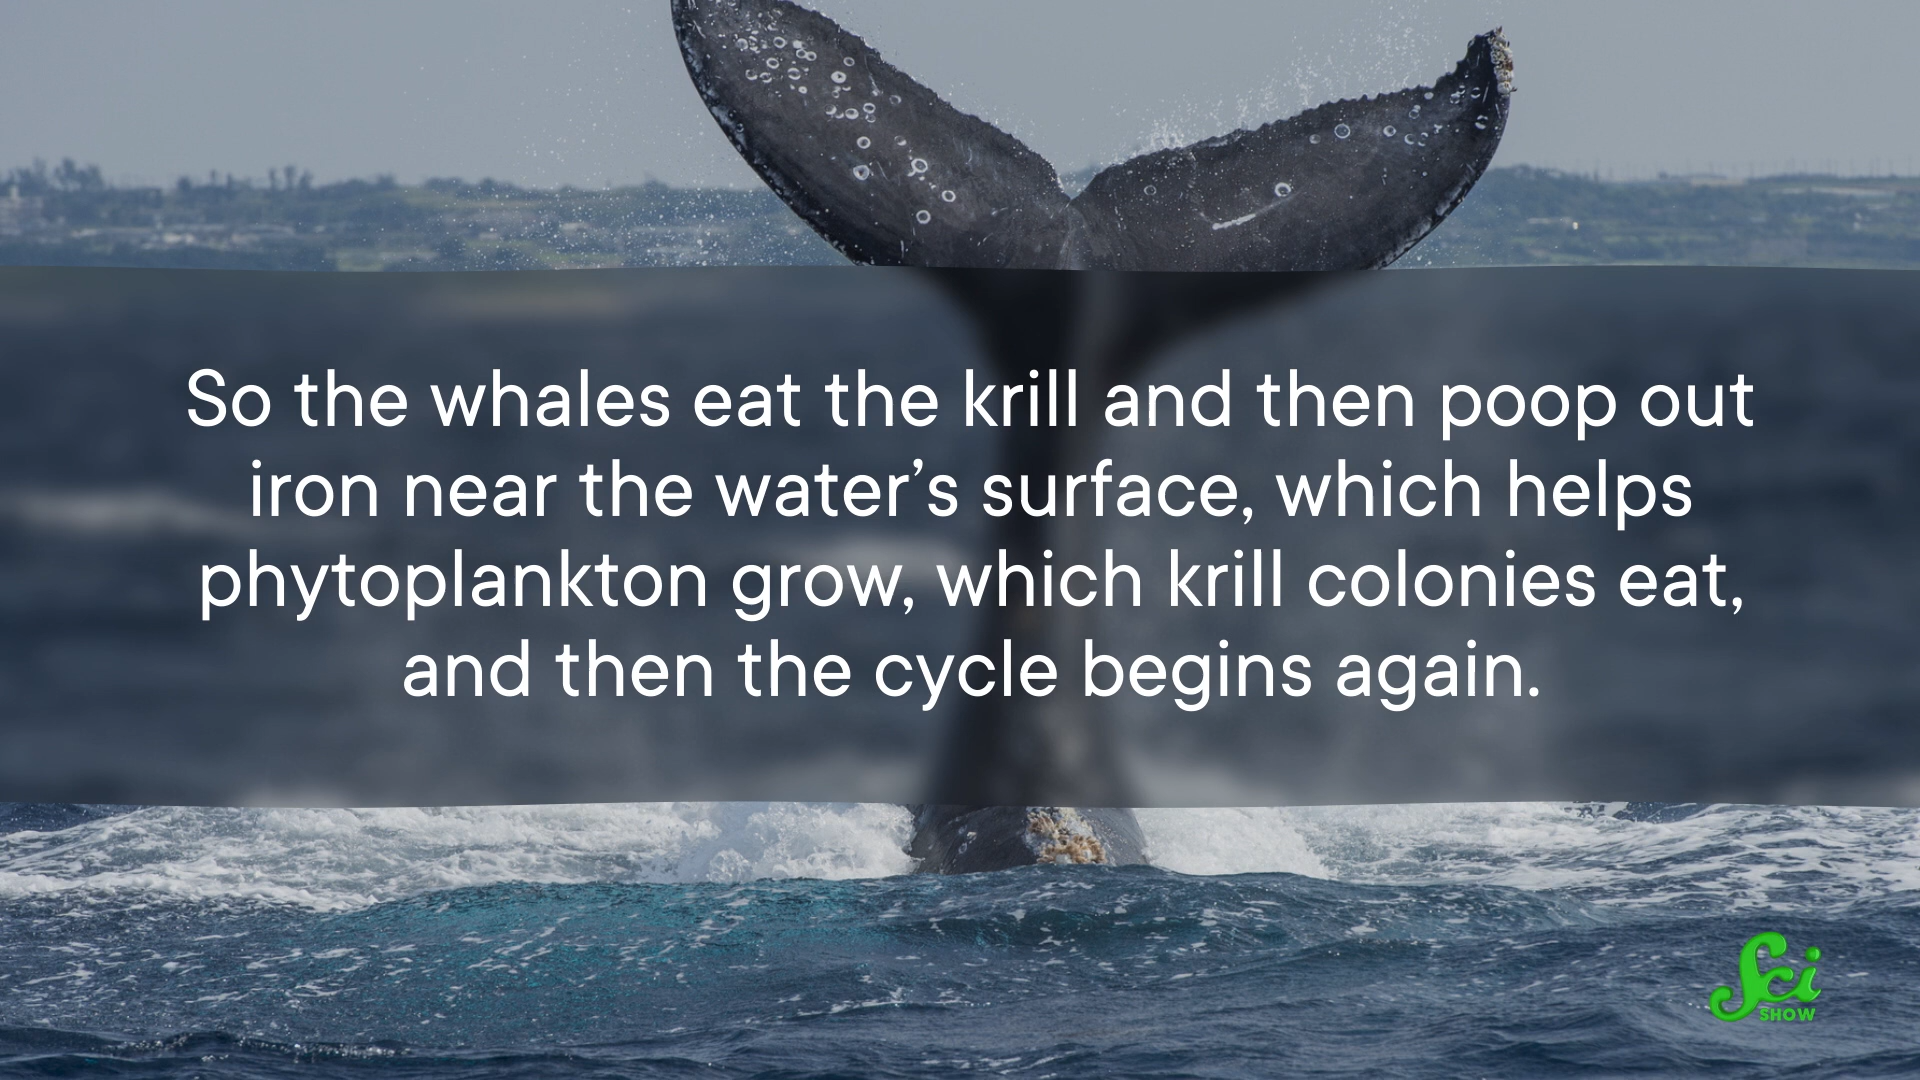 So the whales eat the krill and then poop out
iron near the water’s surface, which helps
phytoplankton grow, which krill colonies eat,
and then the cycle begins again.
Sci
SHOW